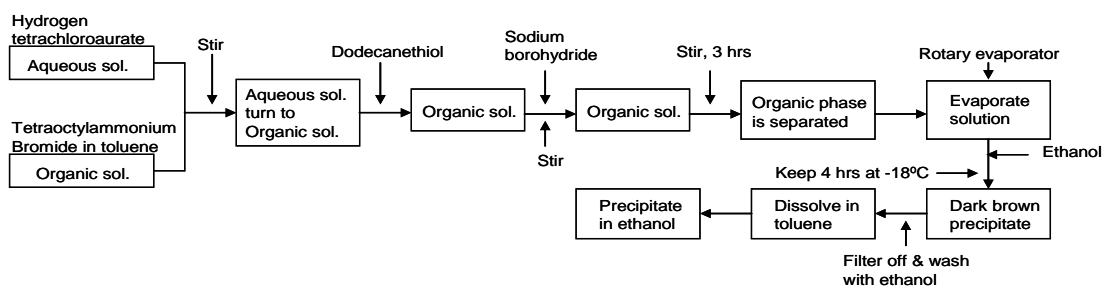 Hydrogen
tetrachloroaurate
Aqueous sol.
Tetraoctylammonium
Bromide in toluene
Organic sol.
Stir
Aqueous sol.
turn to
Organic sol.
Dodecanethiol
Organic sol.
Sodium
borohydride
Stir
Organic sol.
Stir, 3 hrs
Organic phase
is separated
Rotary evaporator
Evaporate
solution
Ethanol
Keep 4 hrs at -18ºC
Dark brown
precipitate
Filter off & wash
with ethanol
Dissolve in
toluene
Precipitate
in ethanol